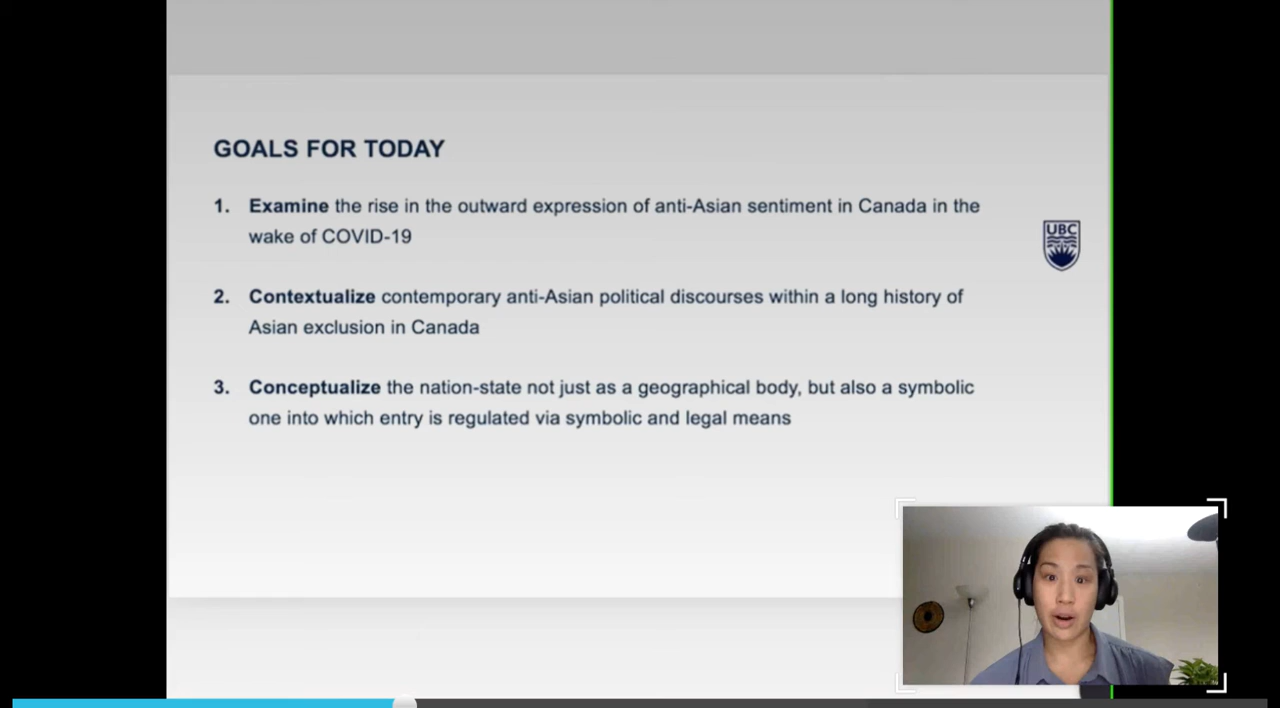 GOALS FOR TODAY
1. Examine the rise in the outward expression of anti-Asian sentiment in Canada in the
wake of COVID-19
UBC
2. Contextualize contemporary anti-Asian political discourses within a long history of
Asian exclusion in Canada
3. Conceptualize the nation-state not just as a geographical body, but also a symbolic
one into which entry is regulated via symbolic and legal means